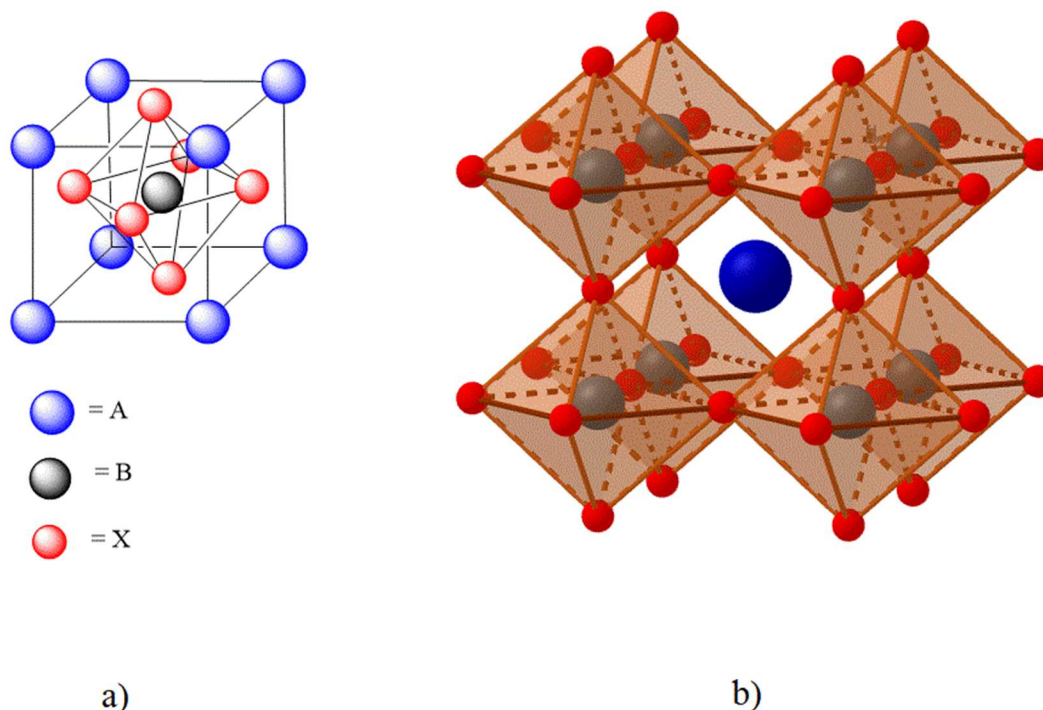 = A
= B
= X
a)
b)